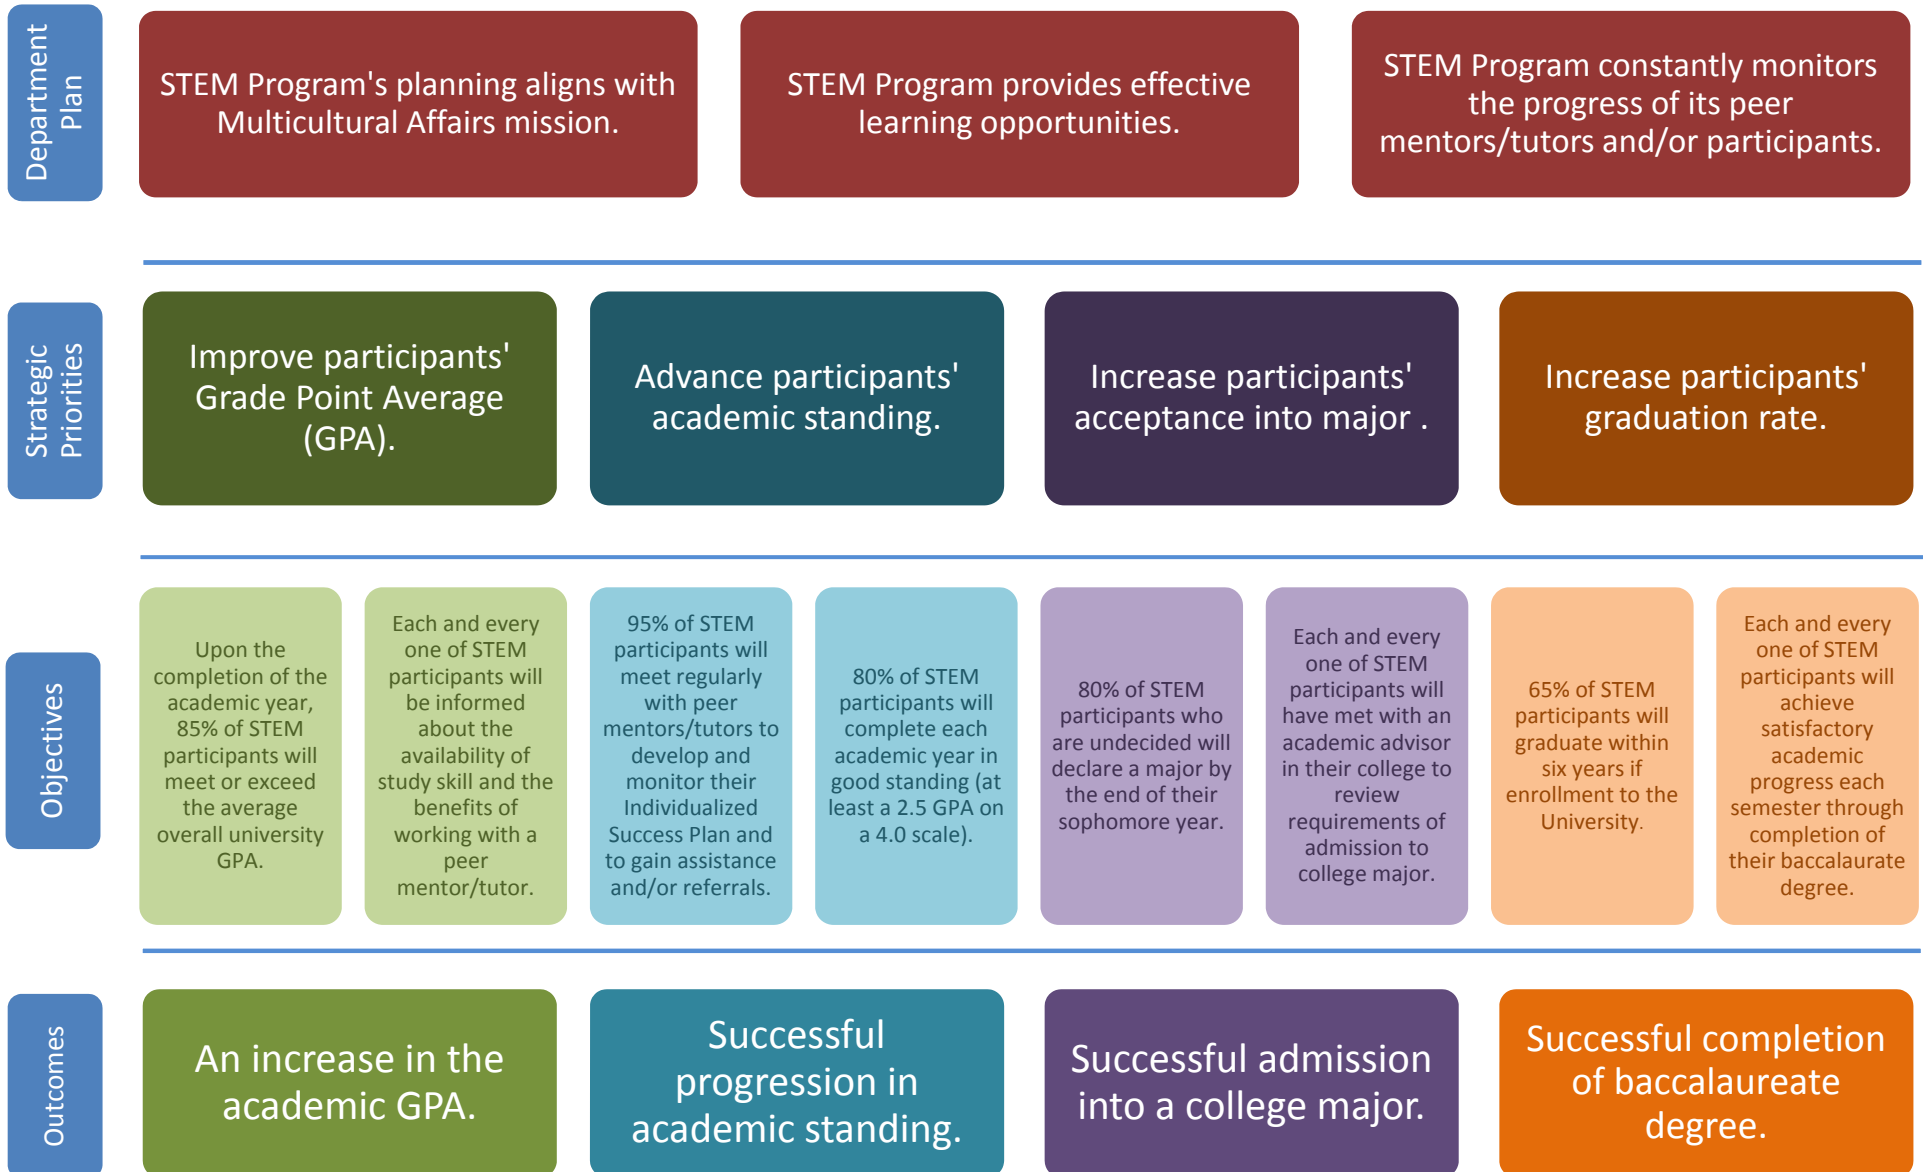 Department
Plan
STEM Program's planning aligns with
Multicultural Affairs mission.
STEM Program provides effective
learning opportunities.
STEM Program constantly monitors
the progress of its peer
mentors/tutors and/or participants.
Strategic
Priorities
Improve participants'
Grade Point Average
(GPA).
Advance participants'
academic standing.
Increase participants'
acceptance into major .
Increase participants'
graduation rate.
Objectives
Upon the
completion of the
academic year,
85% of STEM
participants will
meet or exceed
the average
overall university
GPA.
Each and every
one of STEM
participants will
be informed
about the
availability of
study skill and the
benefits of
working with a
peer
mentor/tutor.
95% of STEM
participants will
meet regularly
with peer
mentors/tutors to
develop and
monitor their
Individualized
Success Plan and
to gain assistance
and/or referrals.
80% of STEM
participants will
complete each
academic year in
good standing (at
least a 2.5 GPA on
a 4.0 scale).
80% of STEM
participants who
are undecided will
declare a major by
the end of their
sophomore year.
Each and every
one of STEM
participants will
have met with an
academic advisor
in their college to
review
requirements of
admission to
college major.
65% of STEM
participants will
graduate within
six years if
enrollment to the
University.
Each and every
one of STEM
participants will
achieve
satisfactory
academic
progress each
semester through
completion of
their baccalaurate
degree.
Outcomes
An increase in the
academic GPA.
Successful
progression in
academic standing.
Successful admission
into a college major.
Successful completion
of baccalaureate
degree.